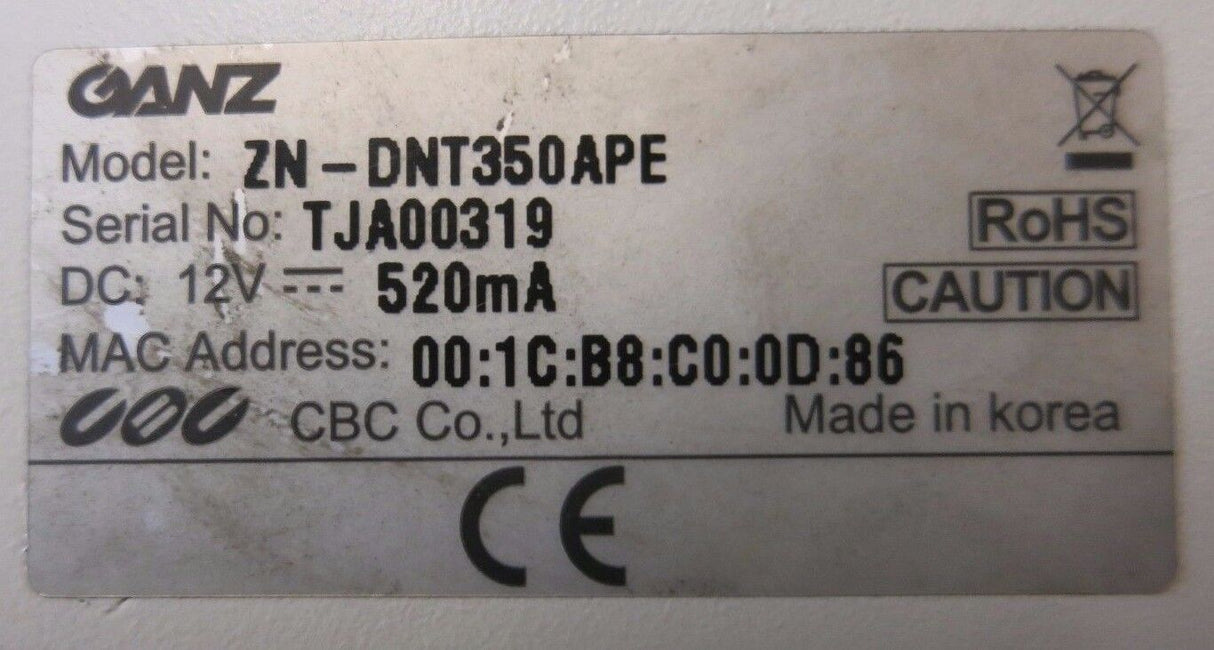 GANZ
Model: ZN-DNT350APE
Serial No: TJA00319
RoHS
DC: 12V ⎓ 520mA
CAUTION
MAC Address: 00:1C:B8:C0:0D:86
CBC CBC Co.,Ltd
Made in korea
CE